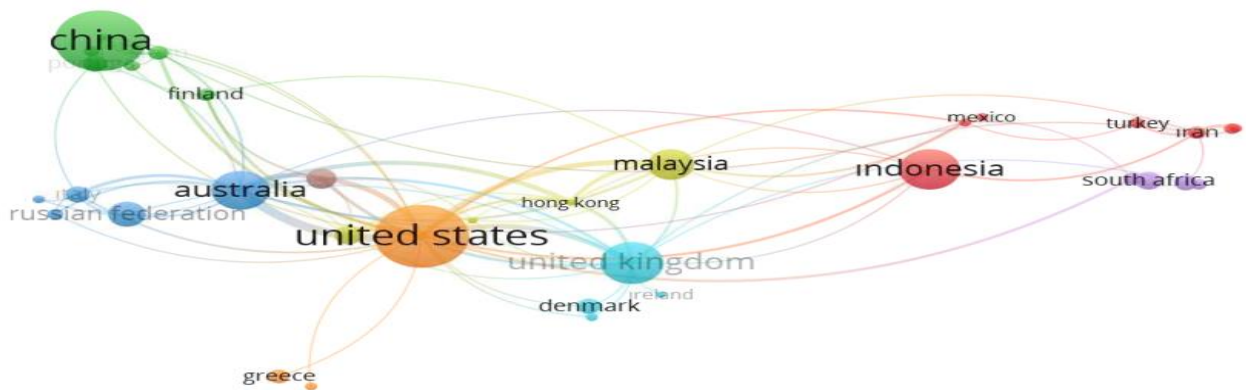 china
finland
mexico
turkey
iran
malaysia
indonesia
south africa
australia
italy
hong kong
russian federation
united states
united kingdom
ireland
denmark
greece